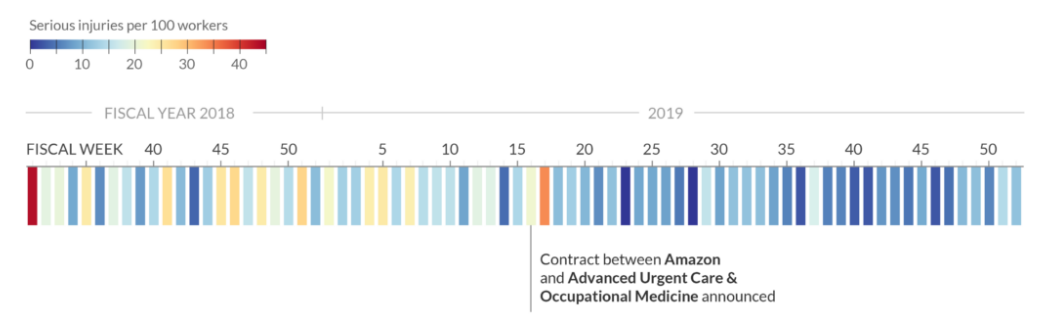 Serious injuries per 100 workers
0 10 20 30 40
FISCAL YEAR 2018 2019
FISCAL WEEK 40 45 50 5 10 15 20 25 30 35 40 45 50
Contract between Amazon
and Advanced Urgent Care &
Occupational Medicine announced